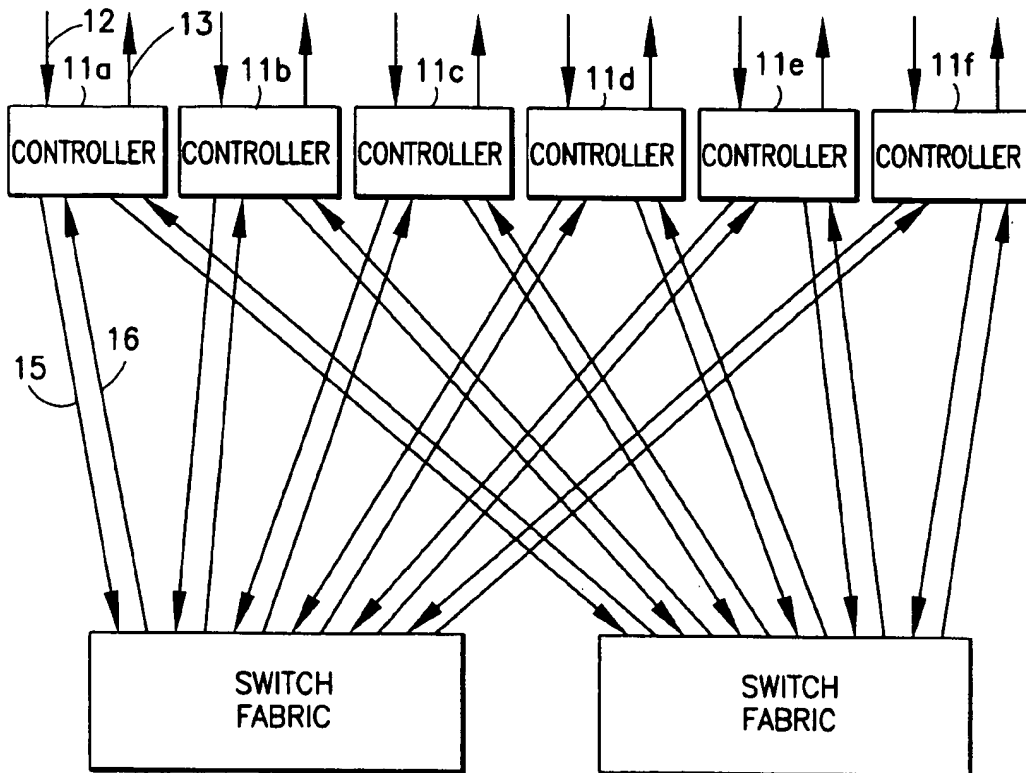 12 13
11a 11b 11c 11d 11e 11f
CONTROLLER CONTROLLER CONTROLLER CONTROLLER CONTROLLER CONTROLLER
15 16
SWITCH
FABRIC
SWITCH
FABRIC